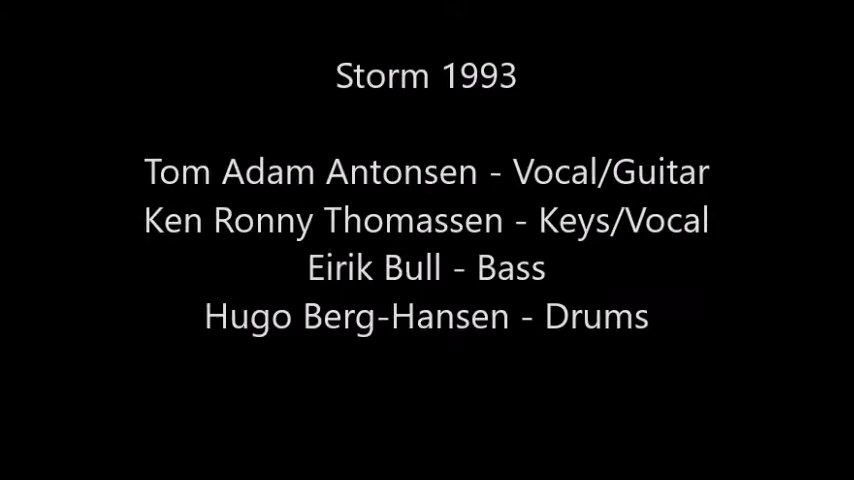 Storm 1993
Tom Adam Antonsen - Vocal/Guitar
Ken Ronny Thomassen - Keys/Vocal
Eirik Bull - Bass
Hugo Berg-Hansen - Drums